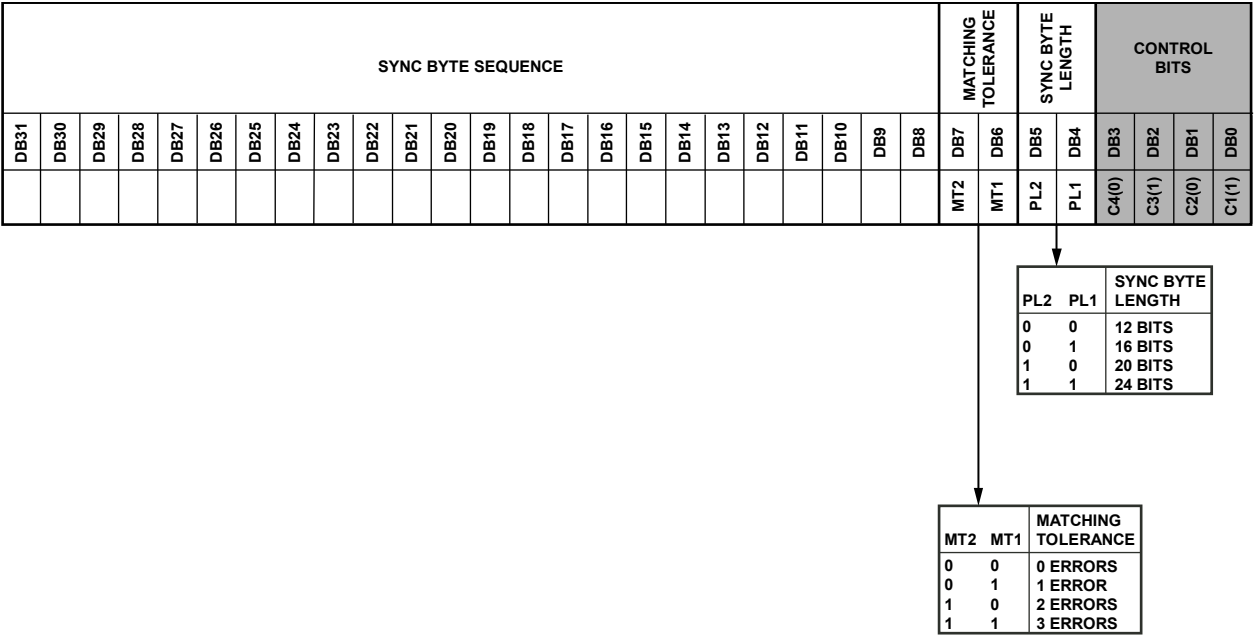 SYNC BYTE SEQUENCE
MATCHING
TOLERANCE
SYNC BYTE
LENGTH
CONTROL
BITS
DB31 DB30 DB29 DB28 DB27 DB26 DB25 DB24 DB23 DB22 DB21 DB20 DB19 DB18 DB17 DB16 DB15 DB14 DB13 DB12 DB11 DB10 DB9 DB8 DB7 DB6 DB5 DB4 DB3 DB2 DB1 DB0
MT2 MT1 PL2 PL1 C4(0) C3(1) C2(0) C1(1)
SYNC BYTE
PL2 PL1 LENGTH
0 0 12 BITS
0 1 16 BITS
1 0 20 BITS
1 1 24 BITS
MATCHING
MT2 MT1 TOLERANCE
0 0 0 ERRORS
0 1 1 ERROR
1 0 2 ERRORS
1 1 3 ERRORS